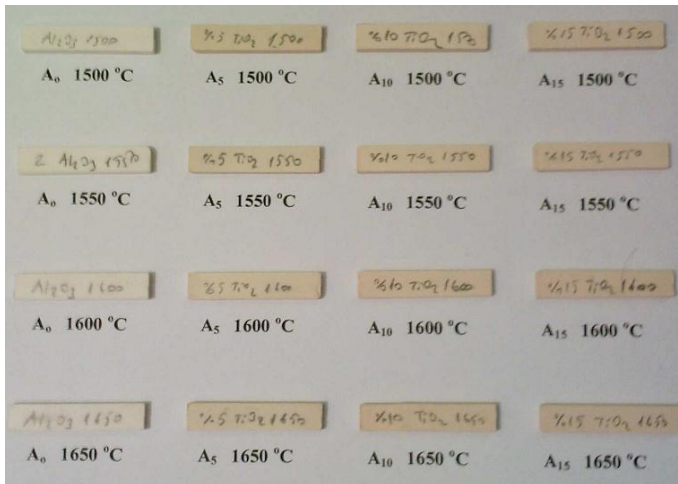 Al2O3 1500 %5 TiO2 1500 %10 TiO2 150 %15 TiO2 1500
A₀ 1500 °C A₅ 1500 °C A₁₀ 1500 °C A₁₅ 1500 °C
2 Al2O3 1550 %5 TiO2 1550 %10 TiO2 1550 %15 TiO2 1550
A₀ 1550 °C A₅ 1550 °C A₁₀ 1550 °C A₁₅ 1550 °C
Al2O3 1600 %5 TiO2 1600 %10 TiO2 1600 %15 TiO2 1600
A₀ 1600 °C A₅ 1600 °C A₁₀ 1600 °C A₁₅ 1600 °C
Al2O3 1650 %5 TiO2 1650 %10 TiO2 1650 %15 TiO2 1650
A₀ 1650 °C A₅ 1650 °C A₁₀ 1650 °C A₁₅ 1650 °C